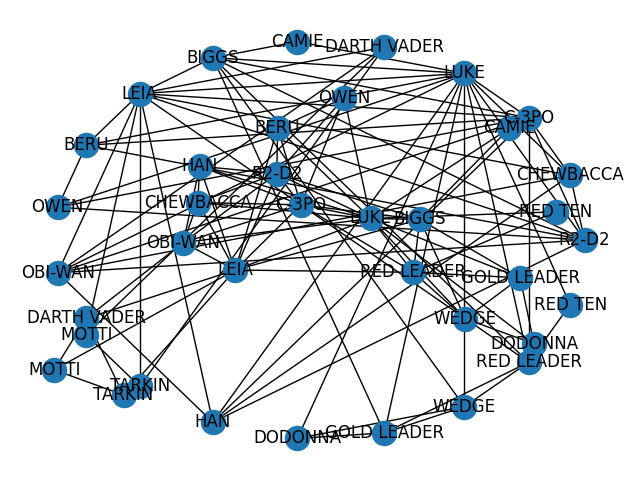 CAMIE
DARTH VADER
BIGGS
LUKE
LEIA
OWEN
C-3PO
CAMIE
BERU
BERU
HAN
R2-D2
CHEWBACCA
CHEWBACCA
C-3PO
OWEN
LUKE
BIGGS
RED TEN
OBI-WAN
R2-D2
OBI-WAN
LEIA
RED LEADER
GOLD LEADER
RED TEN
DARTH VADER
WEDGE
MOTTI
DODONNA
RED LEADER
MOTTI
TARKIN
TARKIN
WEDGE
HAN
DODONNA
GOLD LEADER